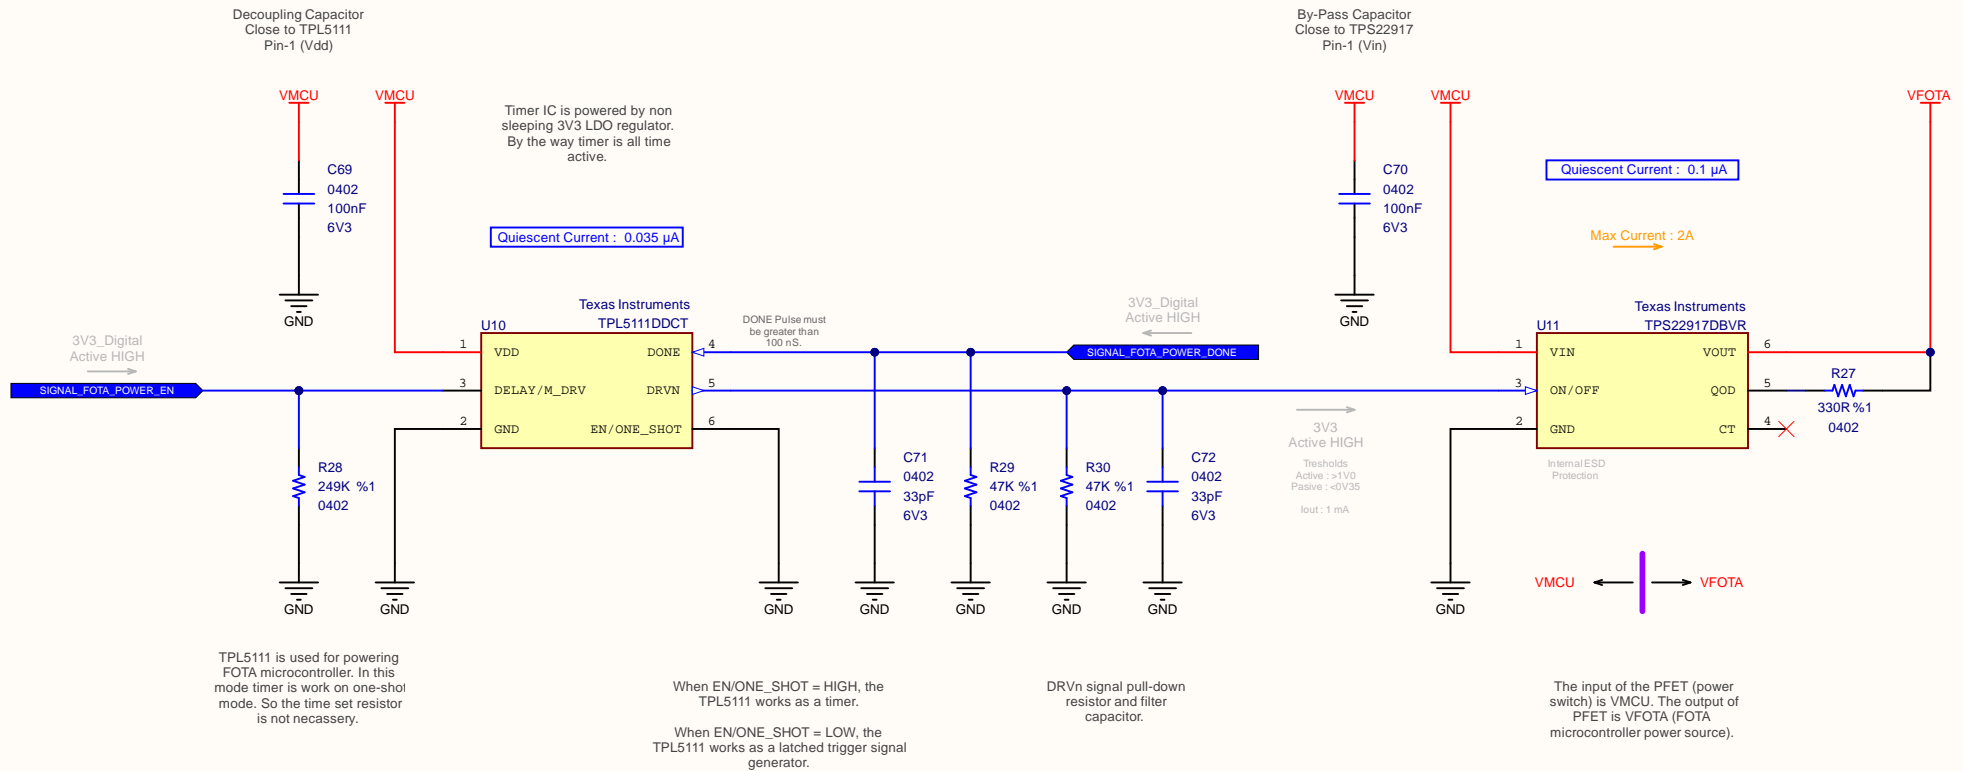 Decoupling Capacitor
Close to TPL5111
Pin-1 (Vdd)
By-Pass Capacitor
Close to TPS22917
Pin-1 (Vin)
VMCU
VMCU
VMCU
VMCU
VFOTA
Timer IC is powered by non
sleeping 3V3 LDO regulator.
By the way timer is all time
active.
C69
0402
100nF
6V3
GND
C70
0402
100nF
6V3
GND
Quiescent Current : 0.1 µA
Max Current : 2A
Quiescent Current : 0.035 µA
3V3_Digital
Active HIGH
SIGNAL_FOTA_POWER_EN
Texas Instruments
U10
TPL5111DDCT
1
VDD
DONE
4
3
DELAY/M_DRV
DRVN
5
2
GND
EN/ONE_SHOT
6
DONE Pulse must
be greater than
100 nS.
3V3_Digital
Active HIGH
SIGNAL_FOTA_POWER_DONE
Texas Instruments
U11
TPS22917DBVR
1
VIN
VOUT
6
3
ON/OFF
QOD
5
2
GND
CT
4
R27
330R %1
0402
3V3
Active HIGH
Tresholds
Active : >1V0
Pasive : <0V35
Iout : 1 mA
Internal ESD
Protection
R28
249K %1
0402
GND
GND
GND
C71
0402
33pF
6V3
GND
R29
47K %1
0402
GND
R30
47K %1
0402
GND
C72
0402
33pF
6V3
GND
GND
VMCU
VFOTA
TPL5111 is used for powering
FOTA microcontroller. In this
mode timer is work on one-shot
mode. So the time set resistor
is not necassery.
When EN/ONE_SHOT = HIGH, the
TPL5111 works as a timer.
When EN/ONE_SHOT = LOW, the
TPL5111 works as a latched trigger signal
generator.
DRVn signal pull-down
resistor and filter
capacitor.
The input of the PFET (power
switch) is VMCU. The output of
PFET is VFOTA (FOTA
microcontroller power source).